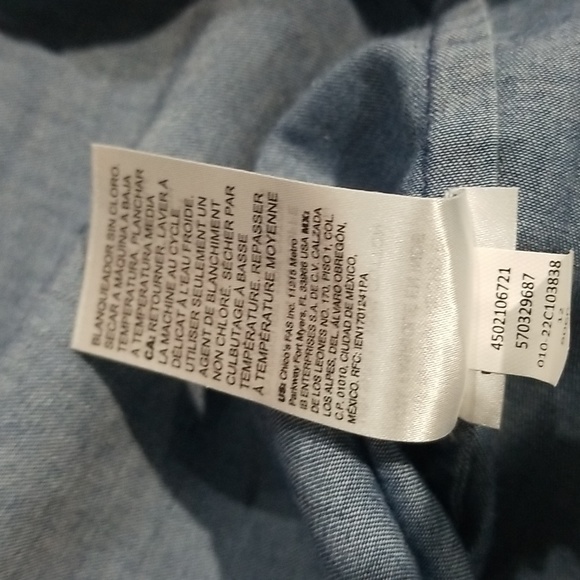 BLANQUEADOR SIN CLORO.
SECAR A MAQUINA A BAJA
TEMPERATURA. PLANCHAR
A TEMPERATURA MEDIA
CA: RETOURNER. LAVER À
LA MACHINE AU CYCLE
DÉLICAT À L'EAU FROIDE.
UTILISER SEULEMENT UN
AGENT DE BLANCHIMENT
NON CHLORÉ. SÉCHER PAR
CULBUTAGE À BASSE
TEMPÉRATURE. REPASSER
À TEMPÉRATURE MOYENNE
US: Chico's FAS Inc. 11215 Metro
Parkway Fort Myers, FL 33966 USA MX:
IB ENTERPRISES S.A. DE C.V. CALZADA
DE LOS LEONES NO. 170, PISO 1, COL.
LOS ALPES, DEL. ÁLVARO OBREGÓN,
C.P. 01010, CIUDAD DE MÉXICO,
MÉXICO. RFC: IEN1701241PA
4502106721
570329687
010 22C103838